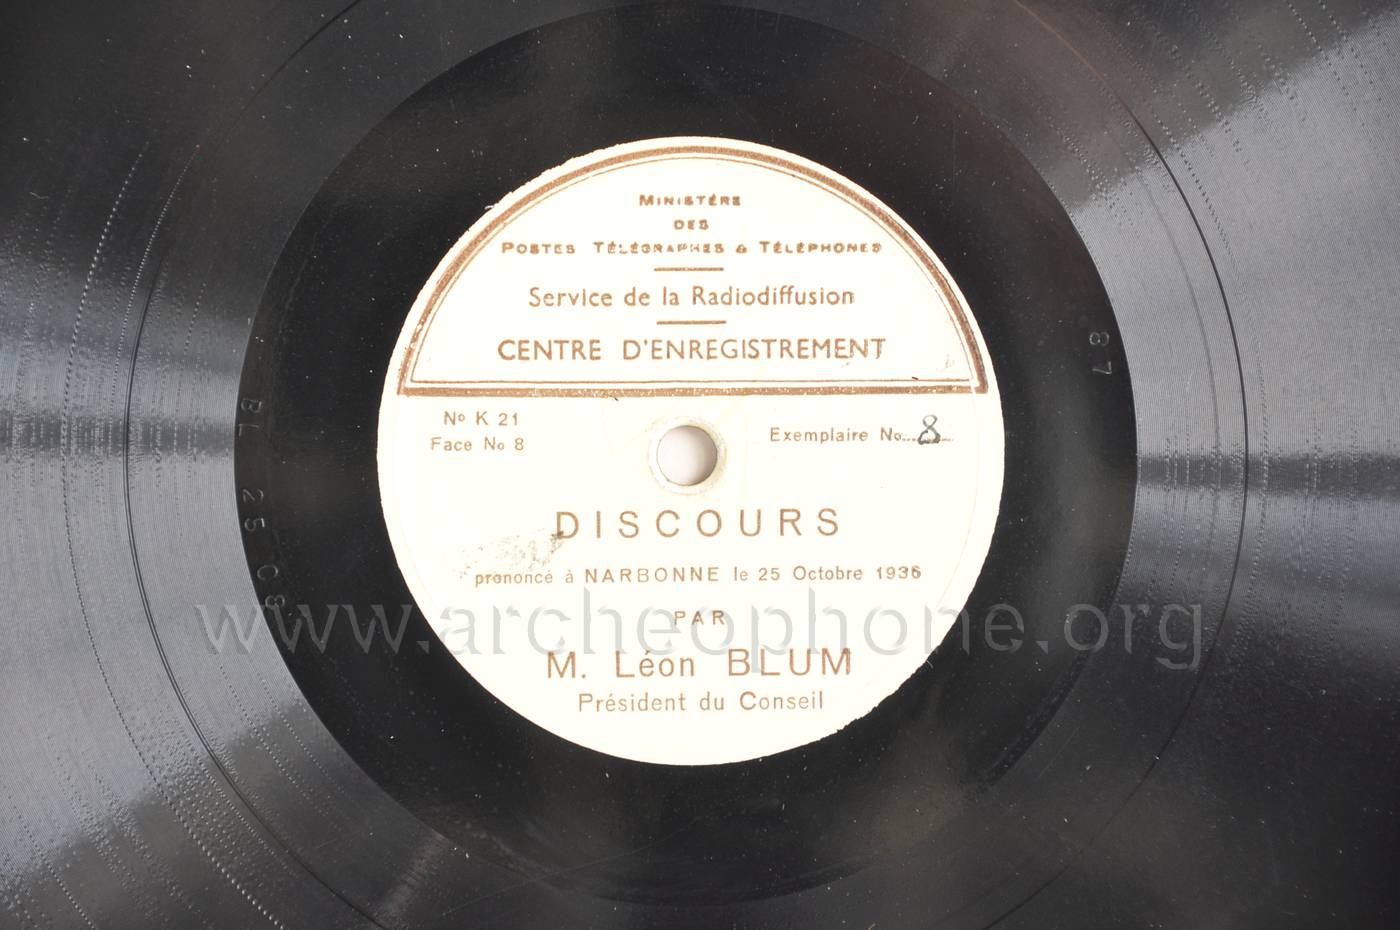 MINISTÈRE
DES
POSTES TÉLÉGRAPHES & TÉLÉPHONES
Service de la Radiodiffusion
CENTRE D'ENREGISTREMENT
No K 21
Face No 8
Exemplaire No 8
DISCOURS
prononcé à NARBONNE le 25 Octobre 1936
PAR
M. Léon BLUM
Président du Conseil
BL 25 C8
87
www.archeophone.org